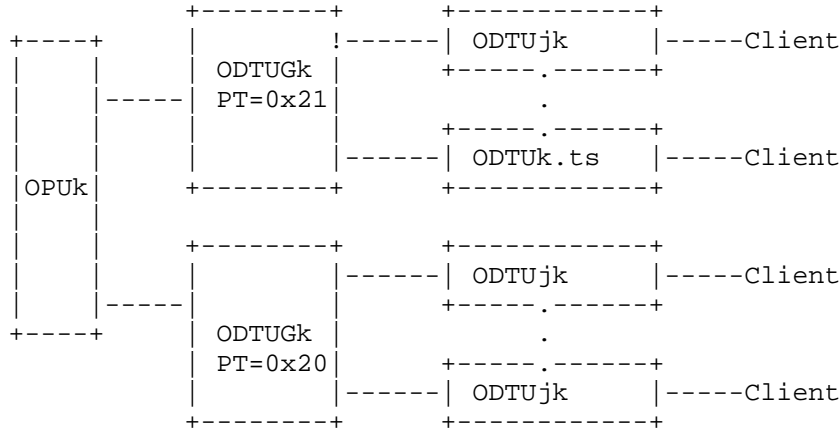 ODTUjk -----Client
ODTUGk
PT=0x21
ODTUk.ts -----Client
OPUk
ODTUjk -----Client
ODTUGk
PT=0x20
ODTUjk -----Client